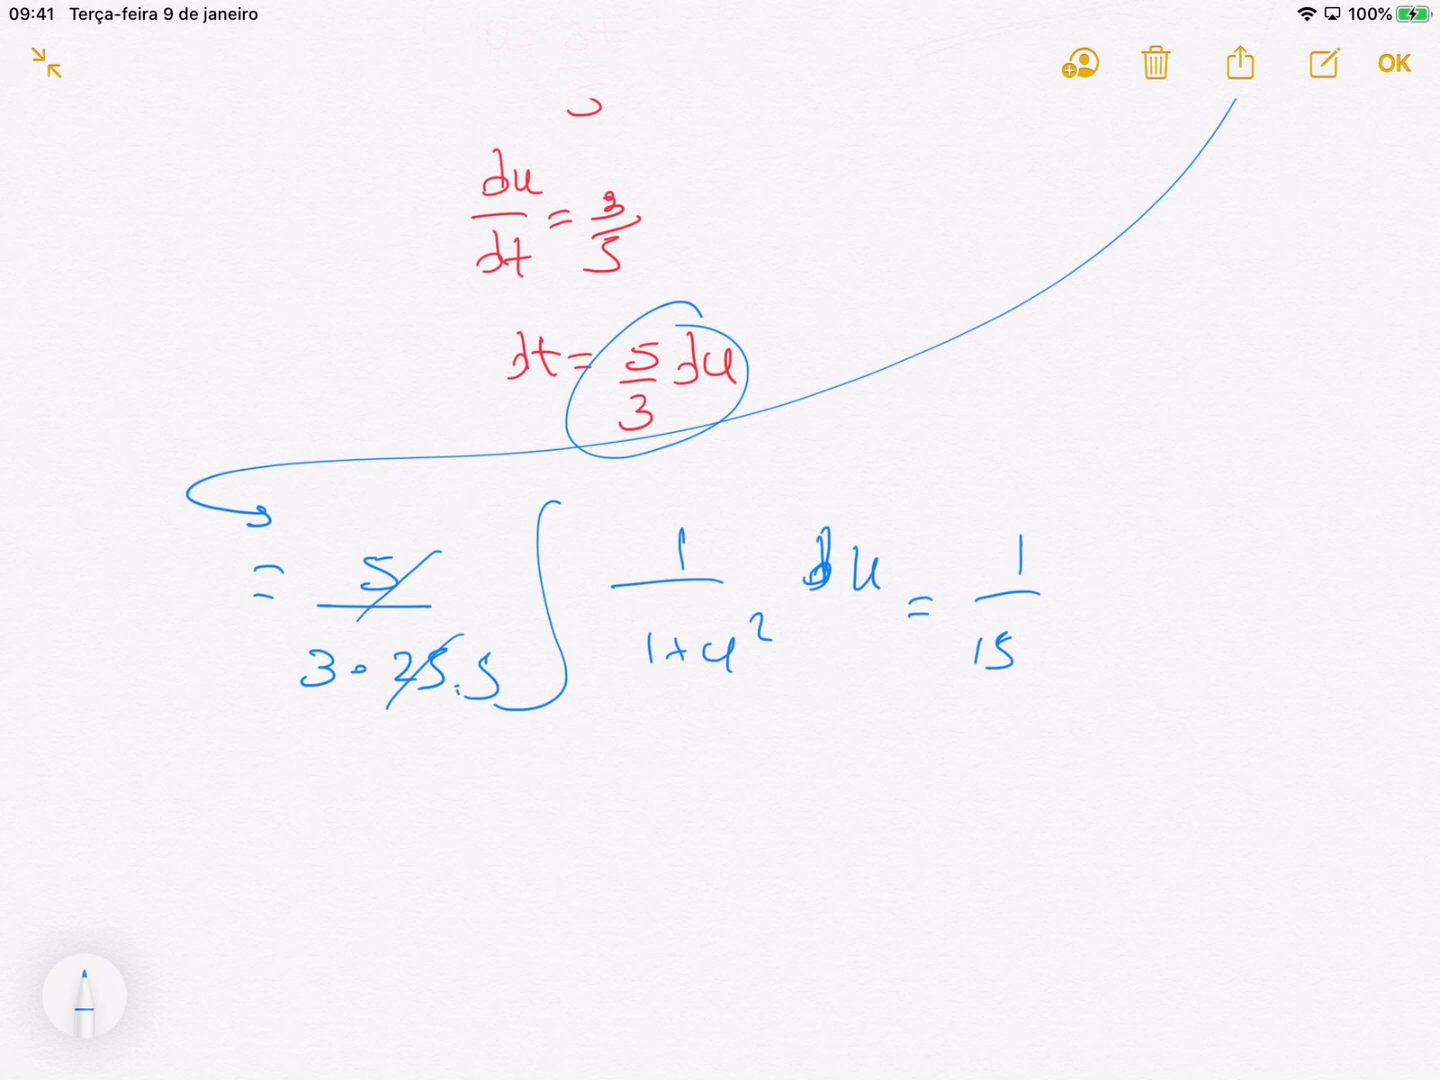 09:41 Terça-feira 9 de janeiro 100%
OK
du/dt = 3/5
dt = 5/3 du
= 5/(3·25.5) ∫ 1/(1+u²) du = 1/15